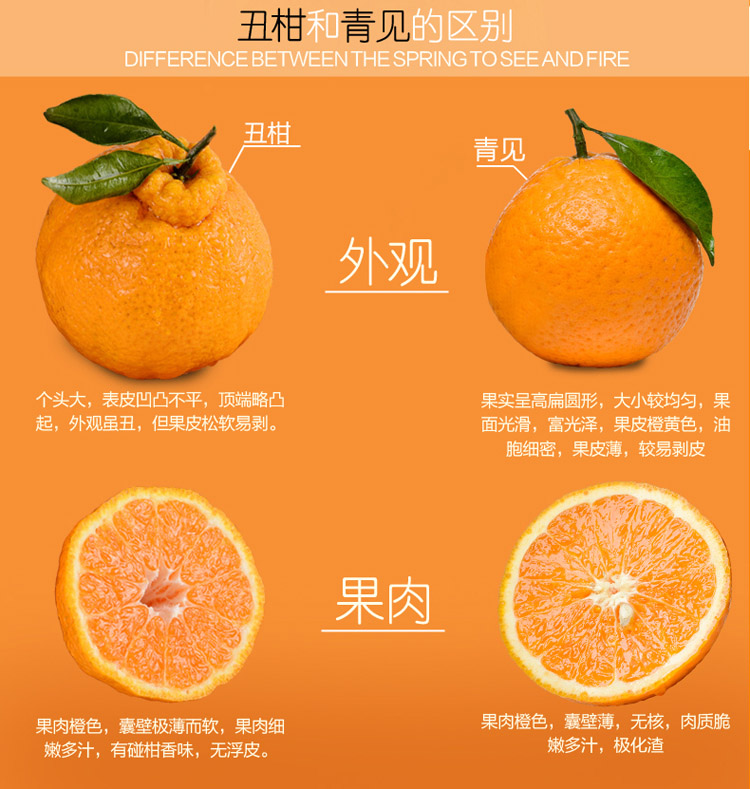 丑柑和青见的区别
DIFFERENCE BETWEEN THE SPRING TO SEE AND FIRE
丑柑
青见
外观
个头大，表皮凹凸不平，顶端略凸
起，外观虽丑，但果皮松软易剥。
果实呈高扁圆形，大小较均匀，果
面光滑，富光泽，果皮橙黄色，油
胞细密，果皮薄，较易剥皮
果肉
果肉橙色，囊壁极薄而软，果肉细
嫩多汁，有碰柑香味，无浮皮。
果肉橙色，囊壁薄，无核，肉质脆
嫩多汁，极化渣